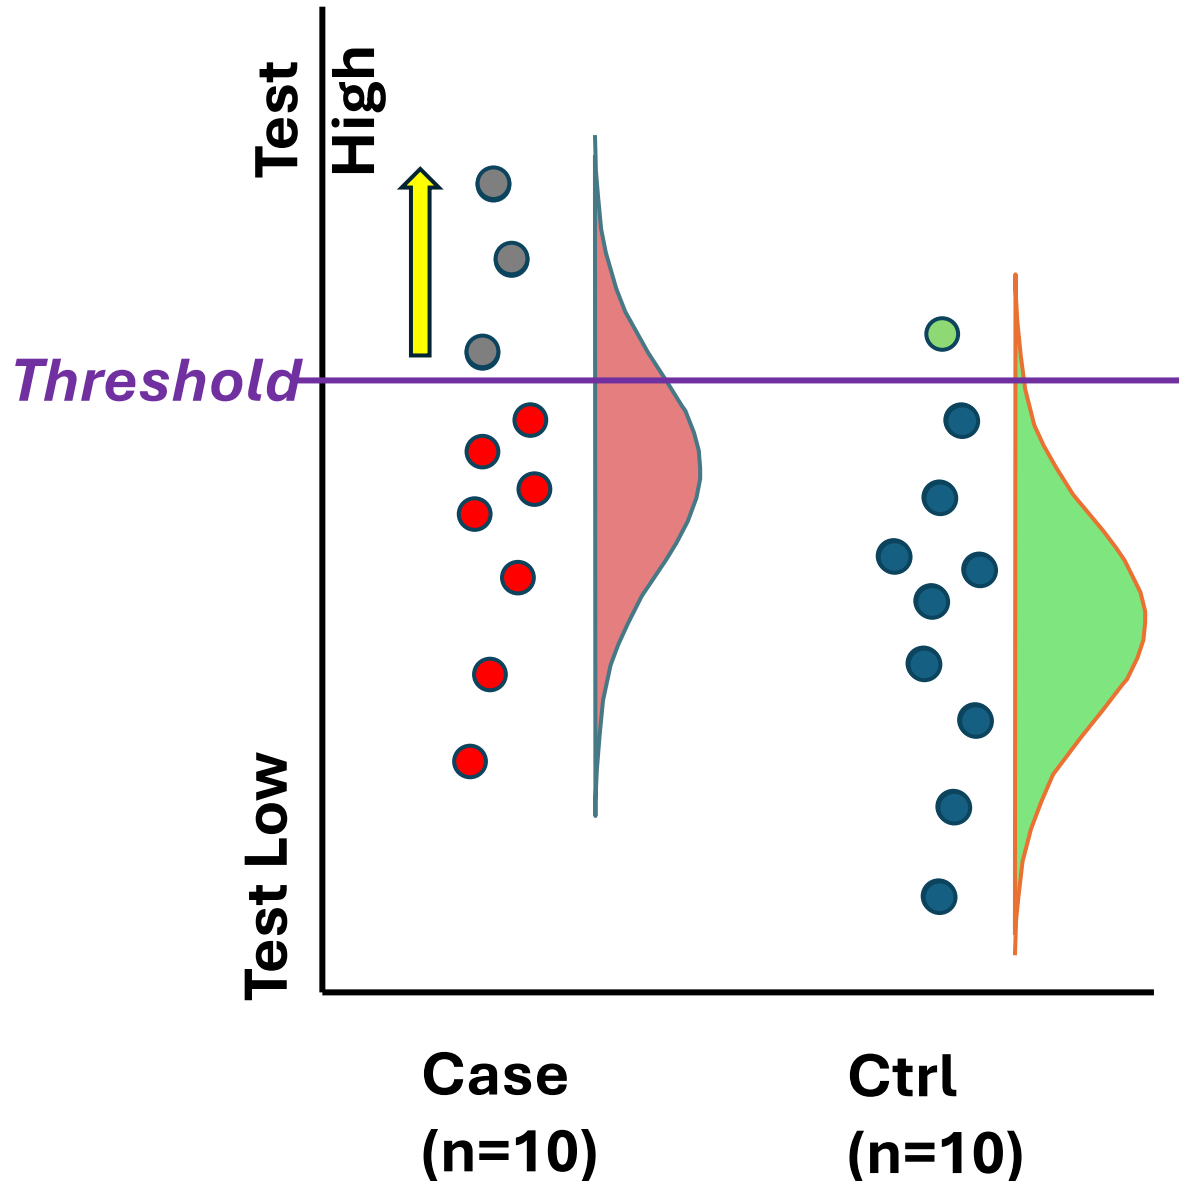 Test
High
Threshold
Test Low
Case
(n=10)
Ctrl
(n=10)